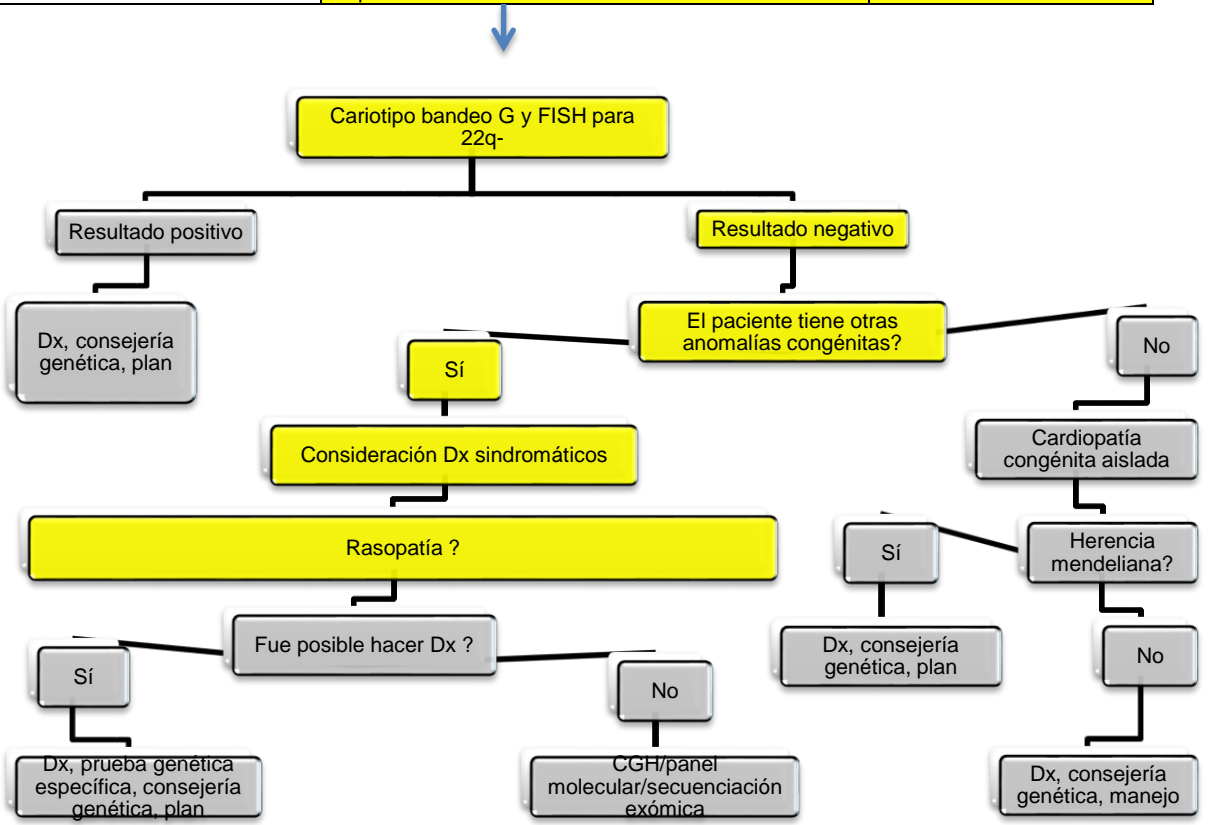 Cariotipo bandeo G y FISH para
22q-
Resultado positivo
Resultado negativo
Dx, consejería
genética, plan
El paciente tiene otras
anomalías congénitas?
Sí
No
Consideración Dx sindromáticos
Cardiopatía
congénita aislada
Rasopatía ?
Sí
Herencia
mendeliana?
Fue posible hacer Dx ?
Dx, consejería
genética, plan
No
Sí
No
Dx, prueba genética
específica, consejería
genética, plan
CGH/panel
molecular/secuenciación
exómica
Dx, consejería
genética, manejo